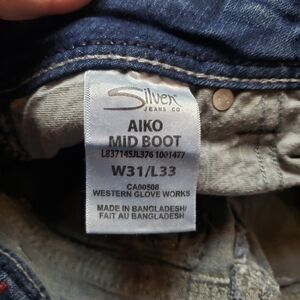 Silver
JEANS CO
AIKO
MID BOOT
L83714SJL376 1001477
W31/L33
CA00508
WESTERN GLOVE WORKS
MADE IN BANGLADESH/
FAIT AU BANGLADESH